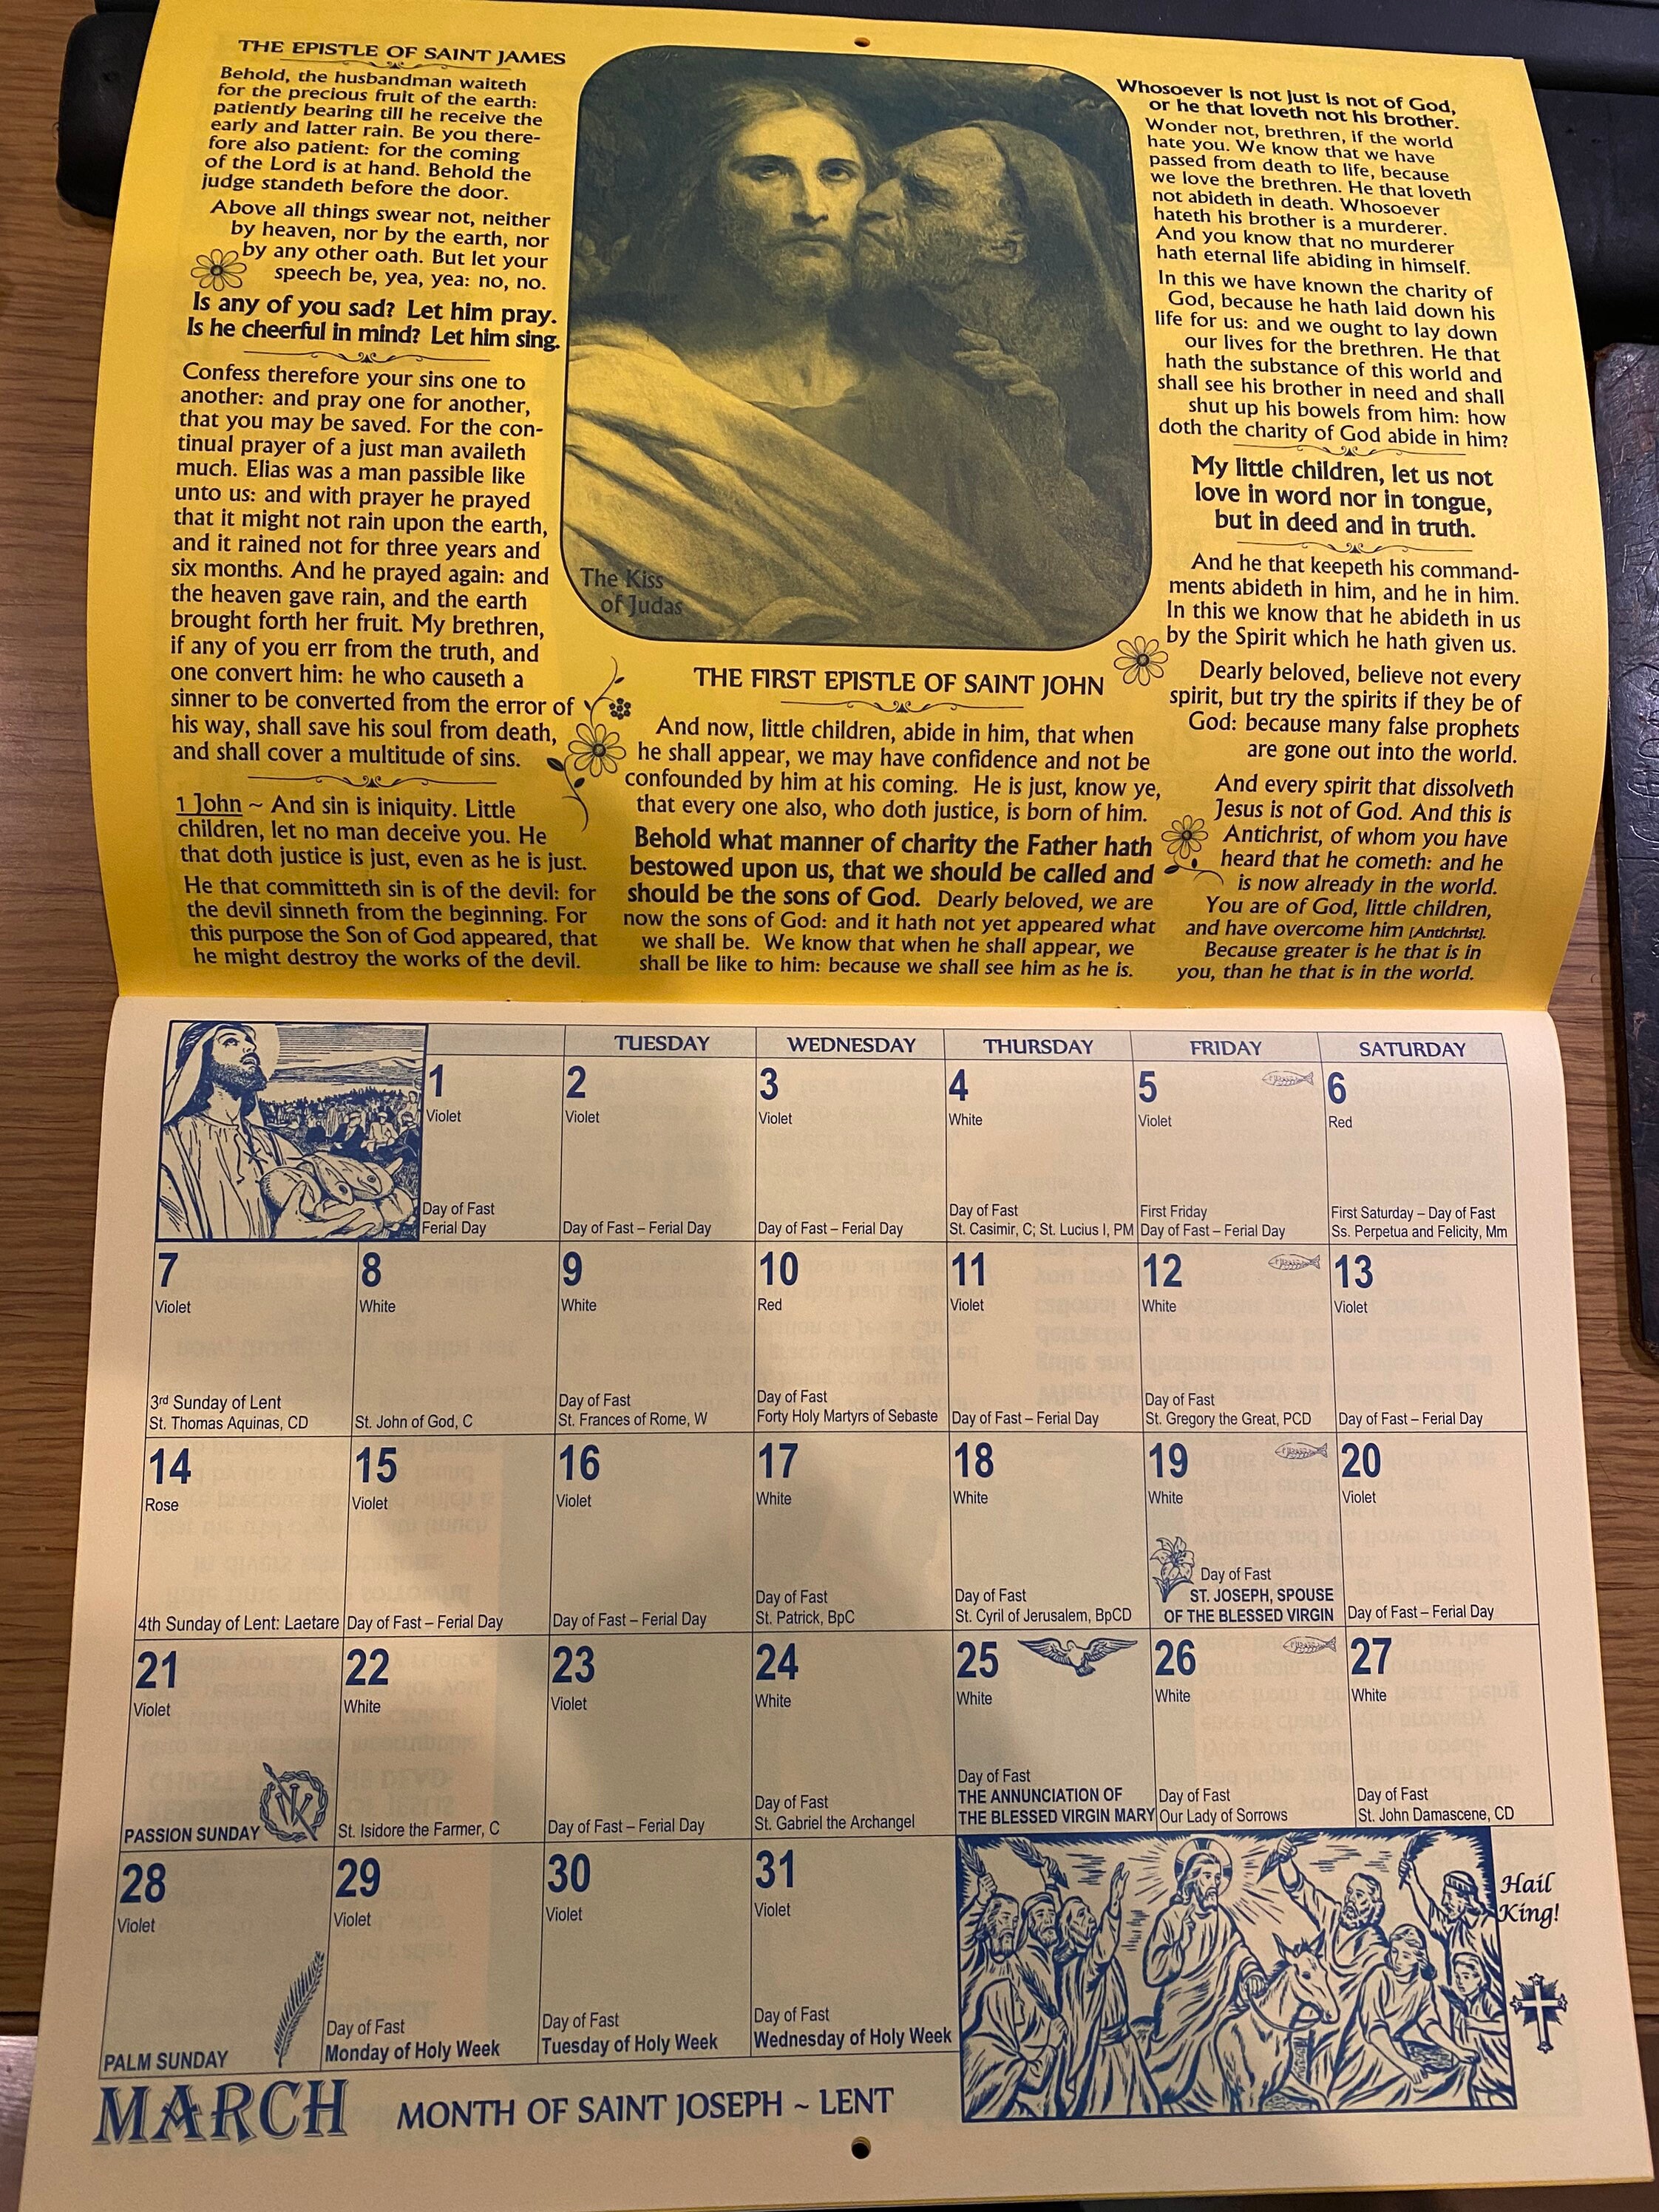 THE EPISTLE OF SAINT JAMES
Behold, the husbandman waiteth
for the precious fruit of the earth:
patiently bearing till he receive the
early and latter rain. Be you there-
fore also patient: for the coming
of the Lord is at hand. Behold the
judge standeth before the door.
Above all things swear not, neither
by heaven, nor by the earth, nor
by any other oath. But let your
speech be, yea, yea: no, no.
Is any of you sad? Let him pray.
Is he cheerful in mind? Let him sing.
Confess therefore your sins one to
another: and pray one for another,
that you may be saved. For the con-
tinual prayer of a just man availeth
much. Elias was a man passible like
unto us: and with prayer he prayed
that it might not rain upon the earth,
and it rained not for three years and
six months. And he prayed again: and
the heaven gave rain, and the earth
brought forth her fruit. My brethren,
if any of you err from the truth, and
one convert him: he who causeth a
sinner to be converted from the error of
his way, shall save his soul from death,
and shall cover a multitude of sins.
1 John ~ And sin is iniquity. Little
children, let no man deceive you. He
that doth justice is just, even as he is just.
He that committeth sin is of the devil: for
the devil sinneth from the beginning. For
this purpose the Son of God appeared, that
he might destroy the works of the devil.
The Kiss
of Judas
THE FIRST EPISTLE OF SAINT JOHN
And now, little children, abide in him, that when
he shall appear, we may have confidence and not be
confounded by him at his coming. He is just, know ye,
that every one also, who doth justice, is born of him.
Behold what manner of charity the Father hath
bestowed upon us, that we should be called and
should be the sons of God. Dearly beloved, we are
now the sons of God: and it hath not yet appeared what
we shall be. We know that when he shall appear, we
shall be like to him: because we shall see him as he is.
Whosoever is not just is not of God,
or he that loveth not his brother.
Wonder not, brethren, if the world
hate you. We know that we have
passed from death to life, because
we love the brethren. He that loveth
not abideth in death. Whosoever
hateth his brother is a murderer.
And you know that no murderer
hath eternal life abiding in himself.
In this we have known the charity of
God, because he hath laid down his
life for us: and we ought to lay down
our lives for the brethren. He that
hath the substance of this world and
shall see his brother in need and shall
shut up his bowels from him: how
doth the charity of God abide in him?
My little children, let us not
love in word nor in tongue,
but in deed and in truth.
And he that keepeth his command-
ments abideth in him, and he in him.
In this we know that he abideth in us
by the Spirit which he hath given us.
Dearly beloved, believe not every
spirit, but try the spirits if they be of
God: because many false prophets
are gone out into the world.
And every spirit that dissolveth
Jesus is not of God. And this is
Antichrist, of whom you have
heard that he cometh: and he
is now already in the world.
You are of God, little children,
and have overcome him [Antichrist].
Because greater is he that is in
you, than he that is in the world.
TUESDAY WEDNESDAY THURSDAY FRIDAY SATURDAY
1 2 3 4 5 6
Violet Violet Violet White Violet Red
Day of Fast
Ferial Day
Day of Fast – Ferial Day
Day of Fast – Ferial Day
Day of Fast
St. Casimir, C; St. Lucius I, PM
First Friday
Day of Fast – Ferial Day
First Saturday – Day of Fast
Ss. Perpetua and Felicity, Mm
7 8 9 10 11 12 13
Violet White White Red Violet White Violet
3rd Sunday of Lent
St. Thomas Aquinas, CD
St. John of God, C
Day of Fast
St. Frances of Rome, W
Day of Fast
Forty Holy Martyrs of Sebaste
Day of Fast – Ferial Day
Day of Fast
St. Gregory the Great, PCD
Day of Fast – Ferial Day
14 15 16 17 18 19 20
Rose Violet Violet White White White Violet
4th Sunday of Lent: Laetare
Day of Fast – Ferial Day
Day of Fast – Ferial Day
Day of Fast
St. Patrick, BpC
Day of Fast
St. Cyril of Jerusalem, BpCD
Day of Fast
ST. JOSEPH, SPOUSE
OF THE BLESSED VIRGIN
Day of Fast – Ferial Day
21 22 23 24 25 26 27
Violet White Violet White White White White
PASSION SUNDAY
St. Isidore the Farmer, C
Day of Fast – Ferial Day
Day of Fast
St. Gabriel the Archangel
Day of Fast
THE ANNUNCIATION OF
THE BLESSED VIRGIN MARY
Day of Fast
Our Lady of Sorrows
Day of Fast
St. John Damascene, CD
28 29 30 31
Violet Violet Violet Violet
PALM SUNDAY
Day of Fast
Monday of Holy Week
Day of Fast
Tuesday of Holy Week
Day of Fast
Wednesday of Holy Week
Hail
King!
MARCH MONTH OF SAINT JOSEPH ~ LENT